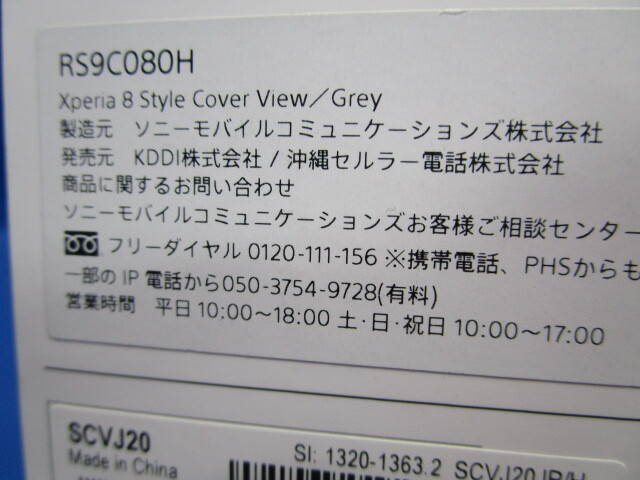 RS9C080H
Xperia 8 Style Cover View／Grey
製造元　ソニーモバイルコミュニケーションズ株式会社
発売元　KDDI株式会社 / 沖縄セルラー電話株式会社
商品に関するお問い合わせ
ソニーモバイルコミュニケーションズお客様ご相談センター
フリーダイヤル 0120-111-156 ※携帯電話、PHSからも
一部のIP 電話から050-3754-9728(有料)
営業時間　平日 10:00～18:00 土・日・祝日 10:00～17:00
SCVJ20
Made in China
SI: 1320-1363.2 SCVJ20 JP/H